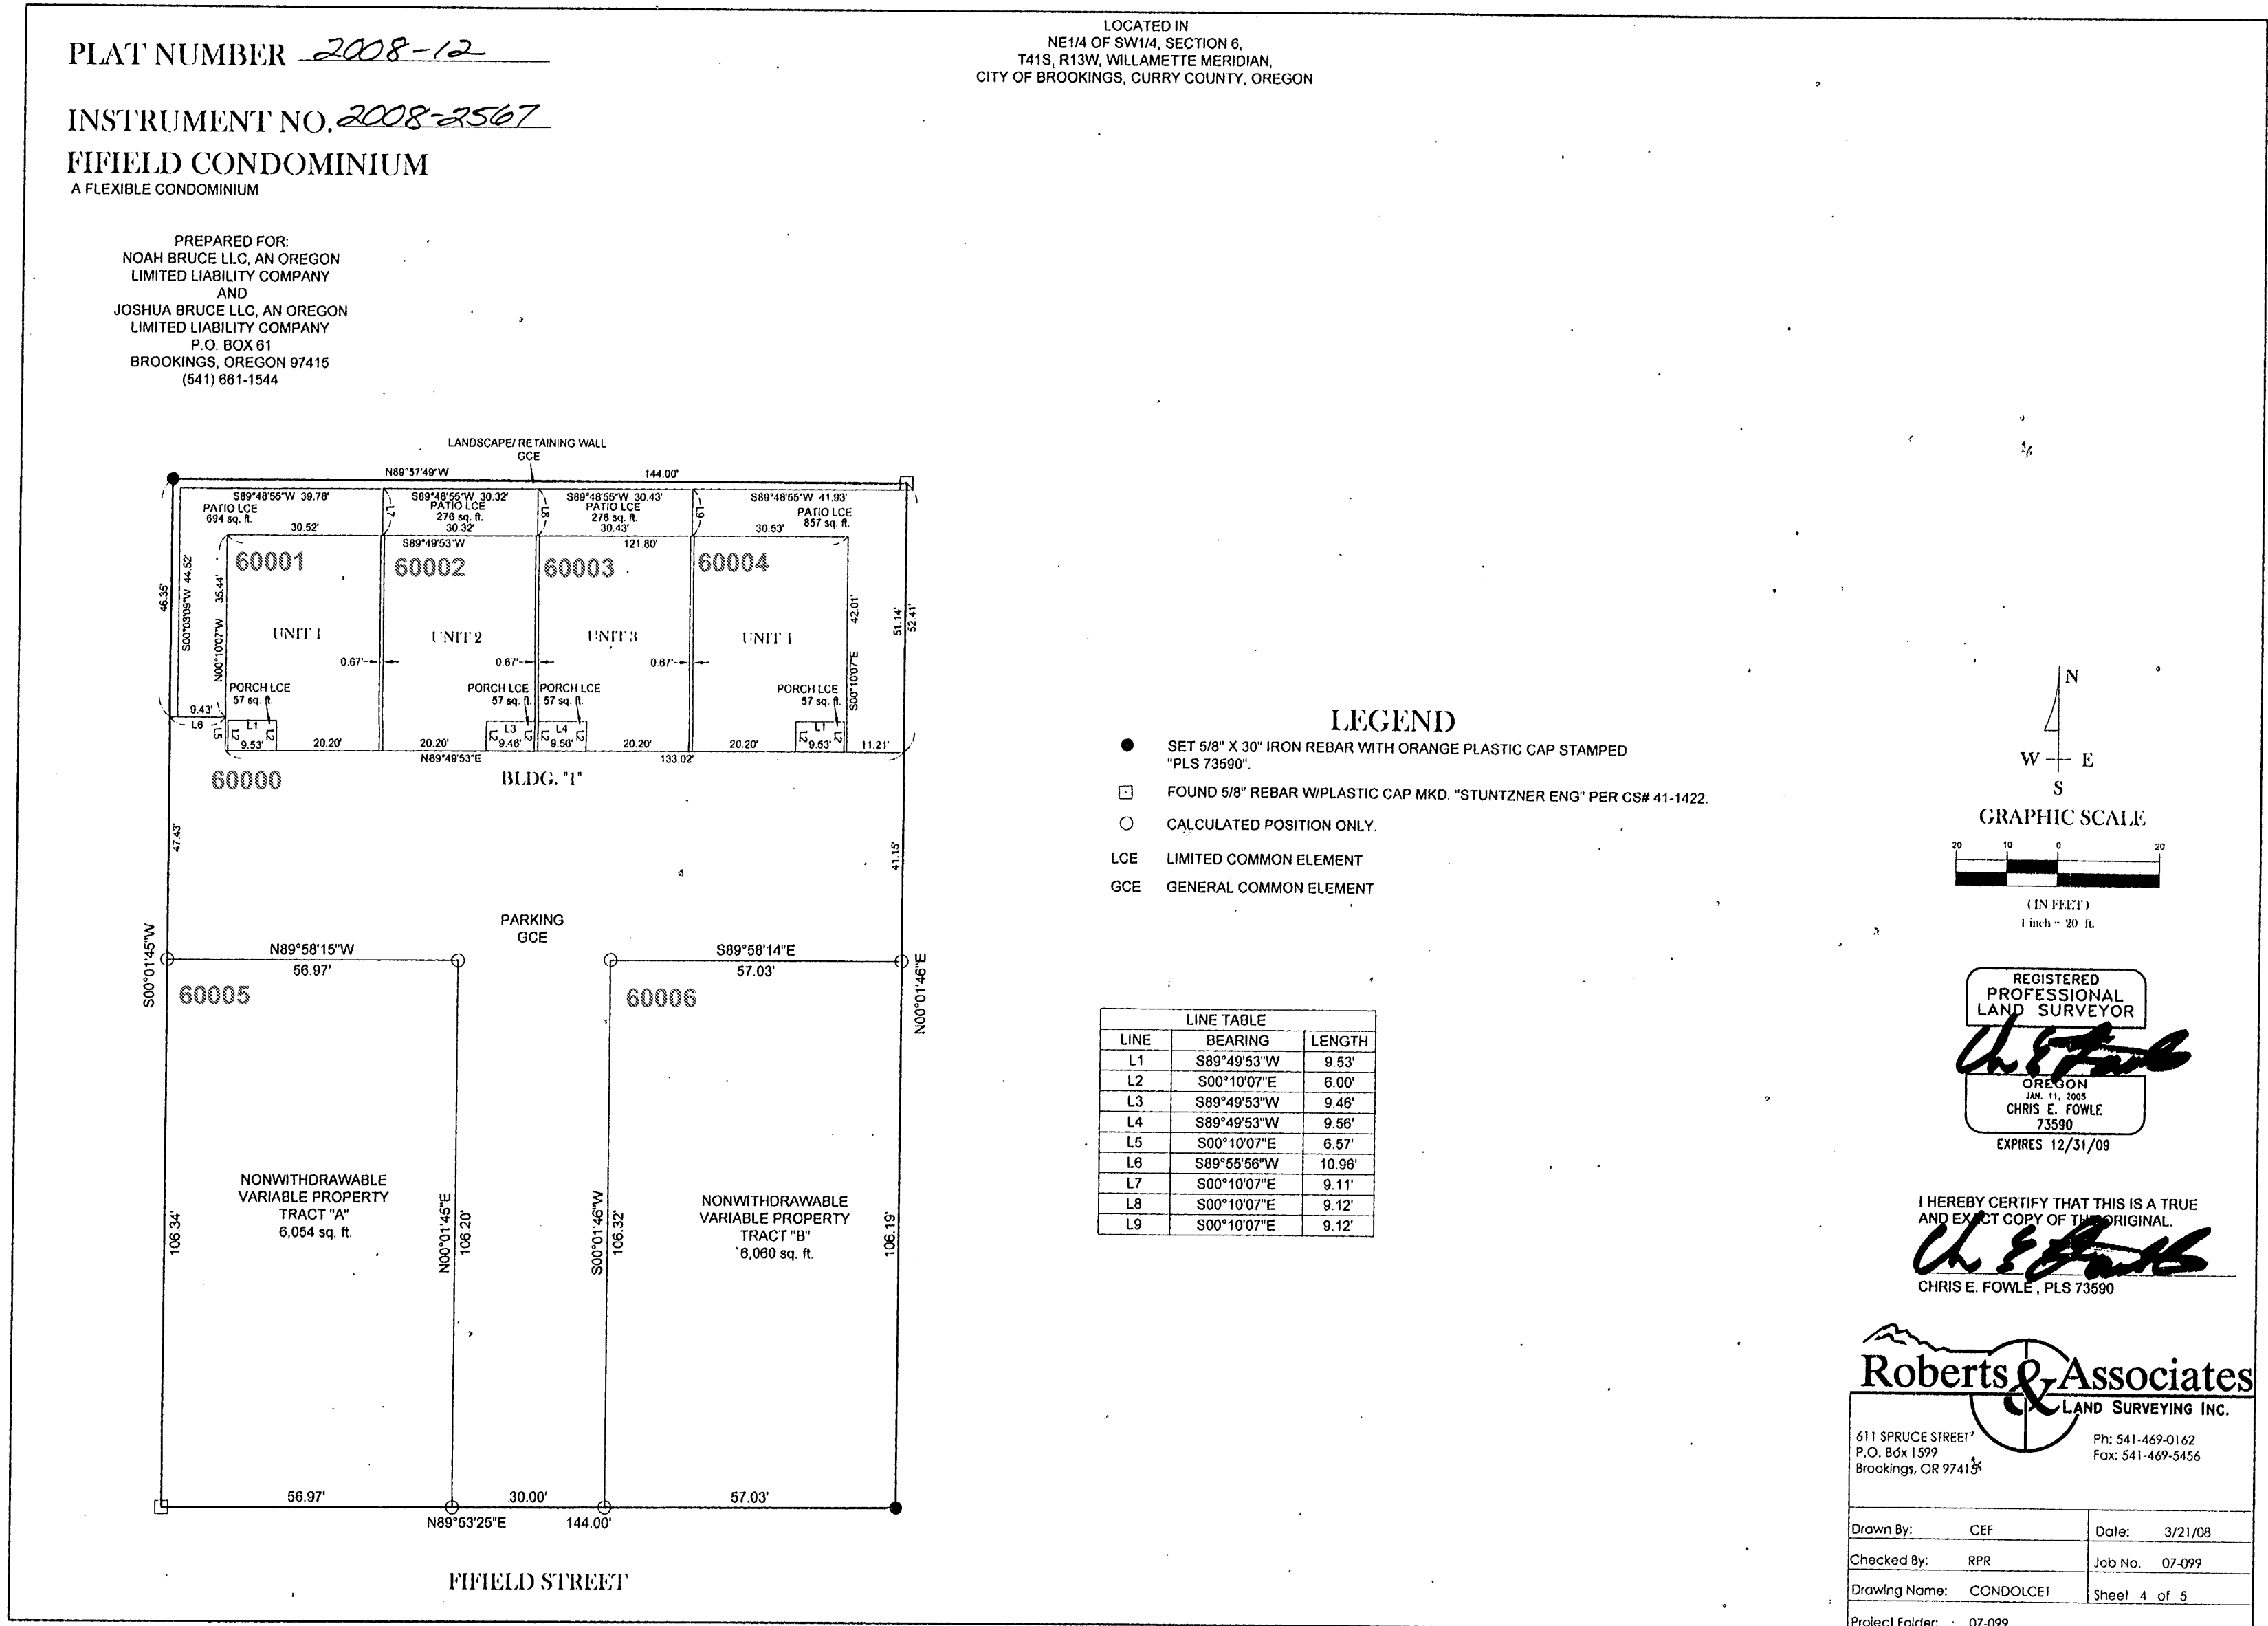 PLAT NUMBER 2008-12
INSTRUMENT NO. 2008-2567
FIFIELD CONDOMINIUM
A FLEXIBLE CONDOMINIUM
LOCATED IN
NE1/4 OF SW1/4, SECTION 6,
T41S, R13W, WILLAMETTE MERIDIAN,
CITY OF BROOKINGS, CURRY COUNTY, OREGON
PREPARED FOR:
NOAH BRUCE LLC, AN OREGON
LIMITED LIABILITY COMPANY
AND
JOSHUA BRUCE LLC, AN OREGON
LIMITED LIABILITY COMPANY
P.O. BOX 61
BROOKINGS, OREGON 97415
(541) 661-1544
LANDSCAPE/ RETAINING WALL
GCE
N89°57'49"W 144.00'
S89°48'56"W 39.78'
S89°48'55"W 30.32'
S89°48'55"W 30.43'
S89°48'55"W 41.93'
PATIO LCE
694 sq. ft.
L7
PATIO LCE
276 sq. ft.
L8
PATIO LCE
278 sq. ft.
L9
PATIO LCE
857 sq. ft.
30.52'
30.32'
30.43'
30.53'
S89°49'53"W 121.80'
60001
60002
60003
60004
46.35'
S00°03'09"W 44.52'
N00°10'07"W 35.44'
UNIT 1
UNIT 2
UNIT 3
UNIT 4
42.01'
S00°10'07"E
51.14'
52.41'
0.67'
0.67'
0.67'
PORCH LCE
57 sq. ft.
PORCH LCE
57 sq. ft.
PORCH LCE
57 sq. ft.
PORCH LCE
57 sq. ft.
9.43'
L6
L5
L1
L2
L2
L3
L2
L2
L4
L2
L2
L1
L2
L2
9.53'
20.20'
20.20'
9.46'
9.56'
20.20'
20.20'
9.53'
11.21'
N89°49'53"E 133.02'
60000
BLDG. "1"
47.43'
41.15'
PARKING
GCE
S00°01'45"W
N89°58'15"W
56.97'
S89°58'14"E
57.03'
N00°01'46"E
60005
60006
NONWITHDRAWABLE
VARIABLE PROPERTY
TRACT "A"
6,054 sq. ft.
NONWITHDRAWABLE
VARIABLE PROPERTY
TRACT "B"
6,060 sq. ft.
106.34'
N00°01'45"E
106.20'
S00°01'46"W
106.32'
106.19'
56.97'
30.00'
57.03'
N89°53'25"E 144.00'
FIFIELD STREET
LEGEND
SET 5/8" X 30" IRON REBAR WITH ORANGE PLASTIC CAP STAMPED
"PLS 73590".
FOUND 5/8" REBAR W/PLASTIC CAP MKD. "STUNTZNER ENG" PER CS# 41-1422.
CALCULATED POSITION ONLY.
LCE LIMITED COMMON ELEMENT
GCE GENERAL COMMON ELEMENT
LINE TABLE
LINE BEARING LENGTH
L1 S89°49'53"W 9.53'
L2 S00°10'07"E 6.00'
L3 S89°49'53"W 9.46'
L4 S89°49'53"W 9.56'
L5 S00°10'07"E 6.57'
L6 S89°55'56"W 10.96'
L7 S00°10'07"E 9.11'
L8 S00°10'07"E 9.12'
L9 S00°10'07"E 9.12'
N
W E
S
GRAPHIC SCALE
20 10 0 20
( IN FEET )
1 inch = 20 ft.
REGISTERED
PROFESSIONAL
LAND SURVEYOR
OREGON
JAN. 11, 2005
CHRIS E. FOWLE
73590
EXPIRES 12/31/09
I HEREBY CERTIFY THAT THIS IS A TRUE
AND EXACT COPY OF THE ORIGINAL.
CHRIS E. FOWLE, PLS 73590
Roberts & Associates
LAND SURVEYING INC.
611 SPRUCE STREET
P.O. Box 1599
Brookings, OR 97415
Ph: 541-469-0162
Fax: 541-469-5456
Drawn By: CEF Date: 3/21/08
Checked By: RPR Job No. 07-099
Drawing Name: CONDOLCE1 Sheet 4 of 5
Project Folder: 07-099